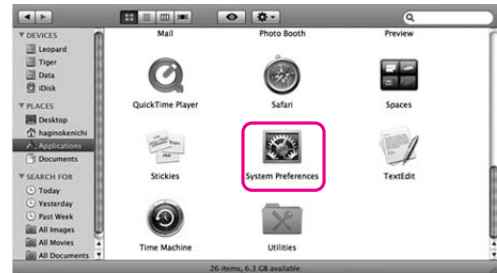 Mail Photo Booth Preview
▼ DEVICES
Leopard
Tiger
Data
iDisk
▼ PLACES
Desktop
haginokenichi
Applications
Documents
▼ SEARCH FOR
Today
Yesterday
Past Week
All Images
All Movies
All Documents
QuickTime Player Safari Spaces
Stickies System Preferences TextEdit
Time Machine Utilities
26 items, 6.3 GB available